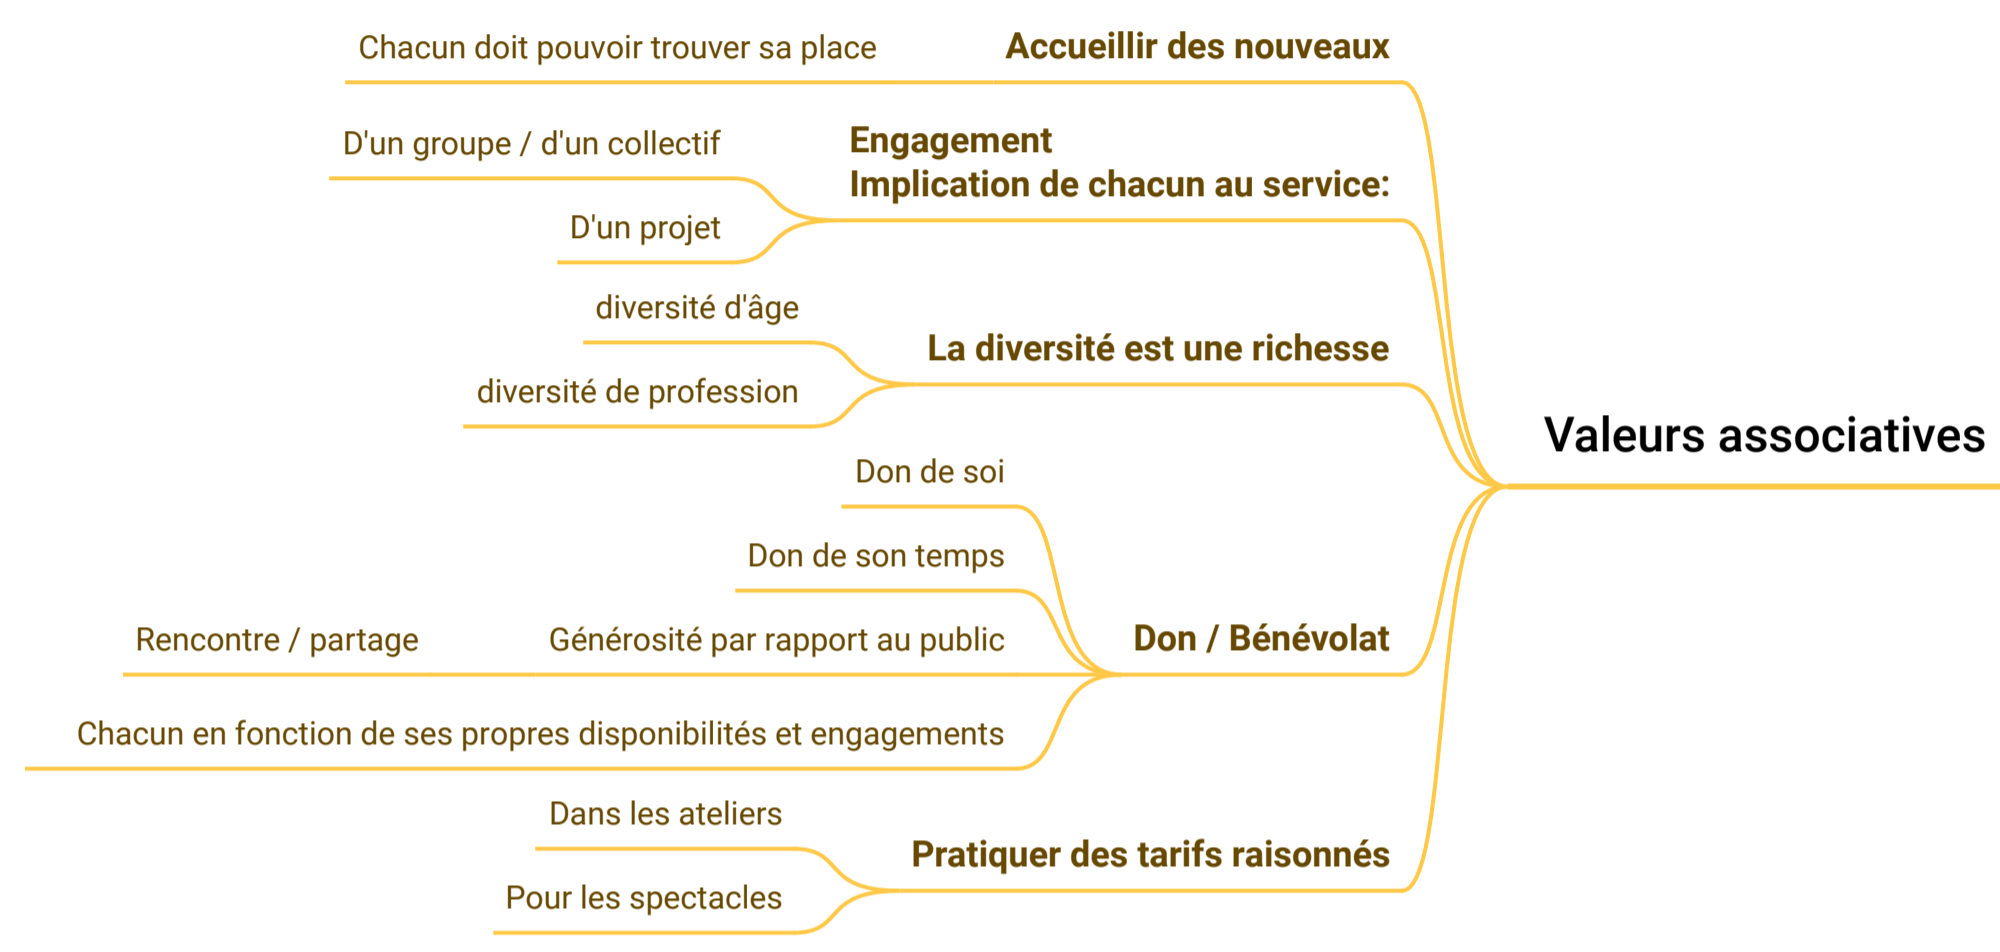 Valeurs associatives
Accueillir des nouveaux
Chacun doit pouvoir trouver sa place
Engagement
Implication de chacun au service:
D'un groupe / d'un collectif
D'un projet
La diversité est une richesse
diversité d'âge
diversité de profession
Don / Bénévolat
Don de soi
Don de son temps
Générosité par rapport au public
Rencontre / partage
Chacun en fonction de ses propres disponibilités et engagements
Pratiquer des tarifs raisonnés
Dans les ateliers
Pour les spectacles